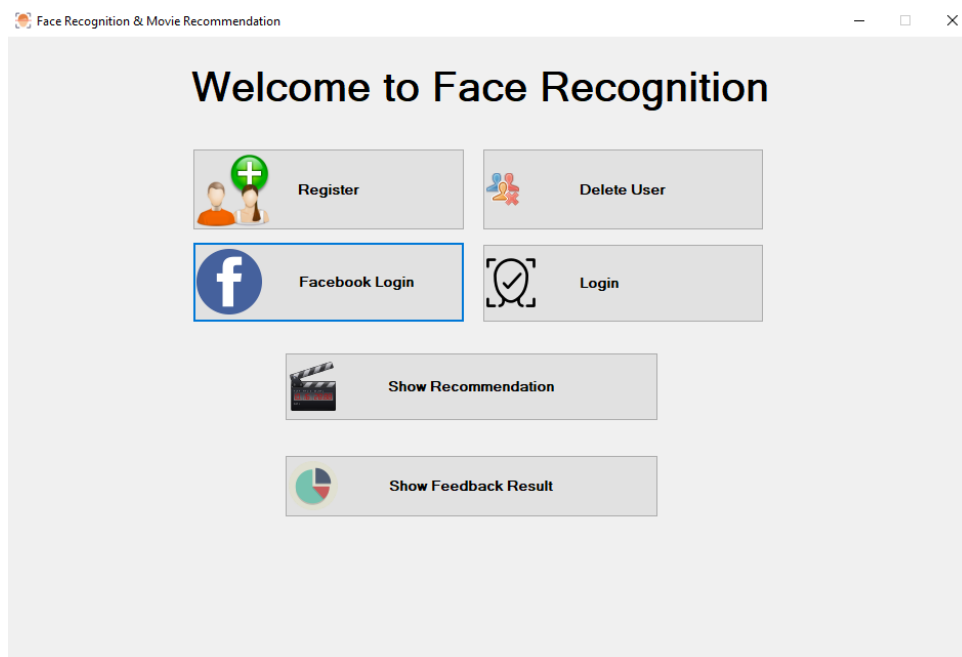 Face Recognition & Movie Recommendation
Welcome to Face Recognition
Register
Delete User
Facebook Login
Login
Show Recommendation
Show Feedback Result